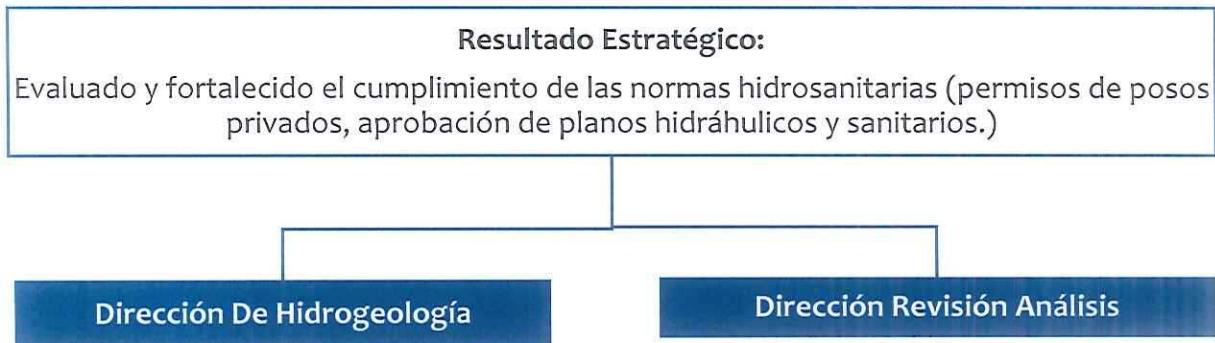 Resultado Estratégico:
Evaluado y fortalecido el cumplimiento de las normas hidrosanitarias (permisos de posos
privados, aprobación de planos hidráhulicos y sanitarios.)
Dirección De Hidrogeología
Dirección Revisión Análisis